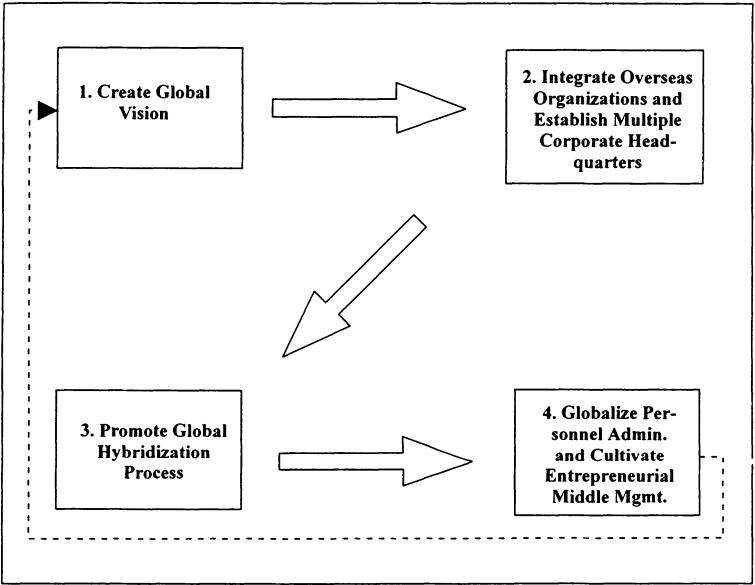 1. Create Global
Vision
2. Integrate Overseas
Organizations and
Establish Multiple
Corporate Head-
quarters
3. Promote Global
Hybridization
Process
4. Globalize Per-
sonnel Admin.
and Cultivate
Entrepreneurial
Middle Mgmt.